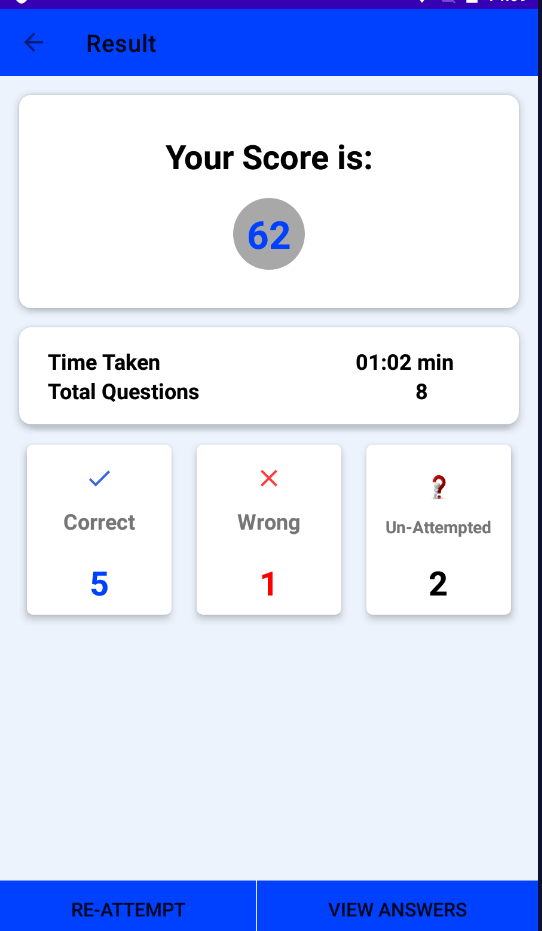 Result
Your Score is:
62
Time Taken 01:02 min
Total Questions 8
Correct Wrong Un-Attempted
5 1 2
RE-ATTEMPT VIEW ANSWERS